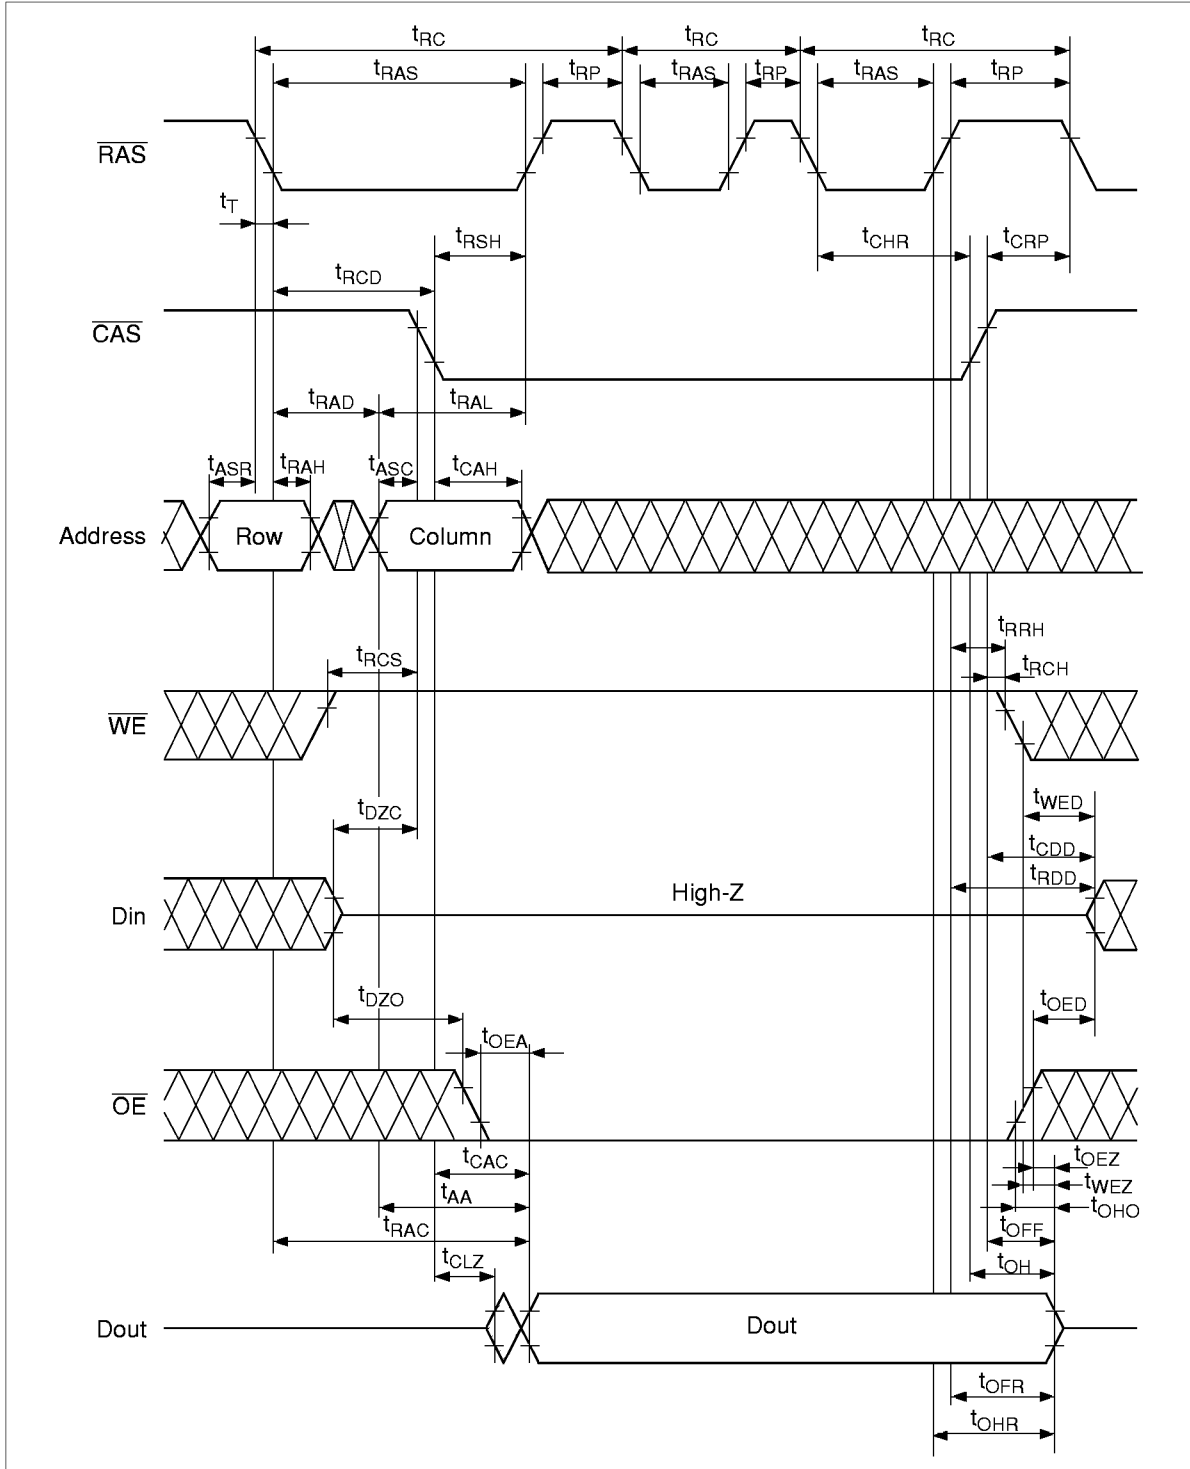 tRC tRC tRC
tRAS tRP tRAS tRP tRAS tRP
RAS
tT
tRSH tCHR tCRP
tRCD
CAS
tRAD tRAL
tASR tRAH tASC tCAH
Address Row Column
tRRH
tRCS tRCH
WE
tWED
tDZC
tCDD
tRDD
High-Z
Din
tDZO tOED
tOEA
OE
tCAC tOEZ
tWEZ
tAA
tOHO
tRAC tOFF
tCLZ tOH
Dout Dout
tOFR
tOHR